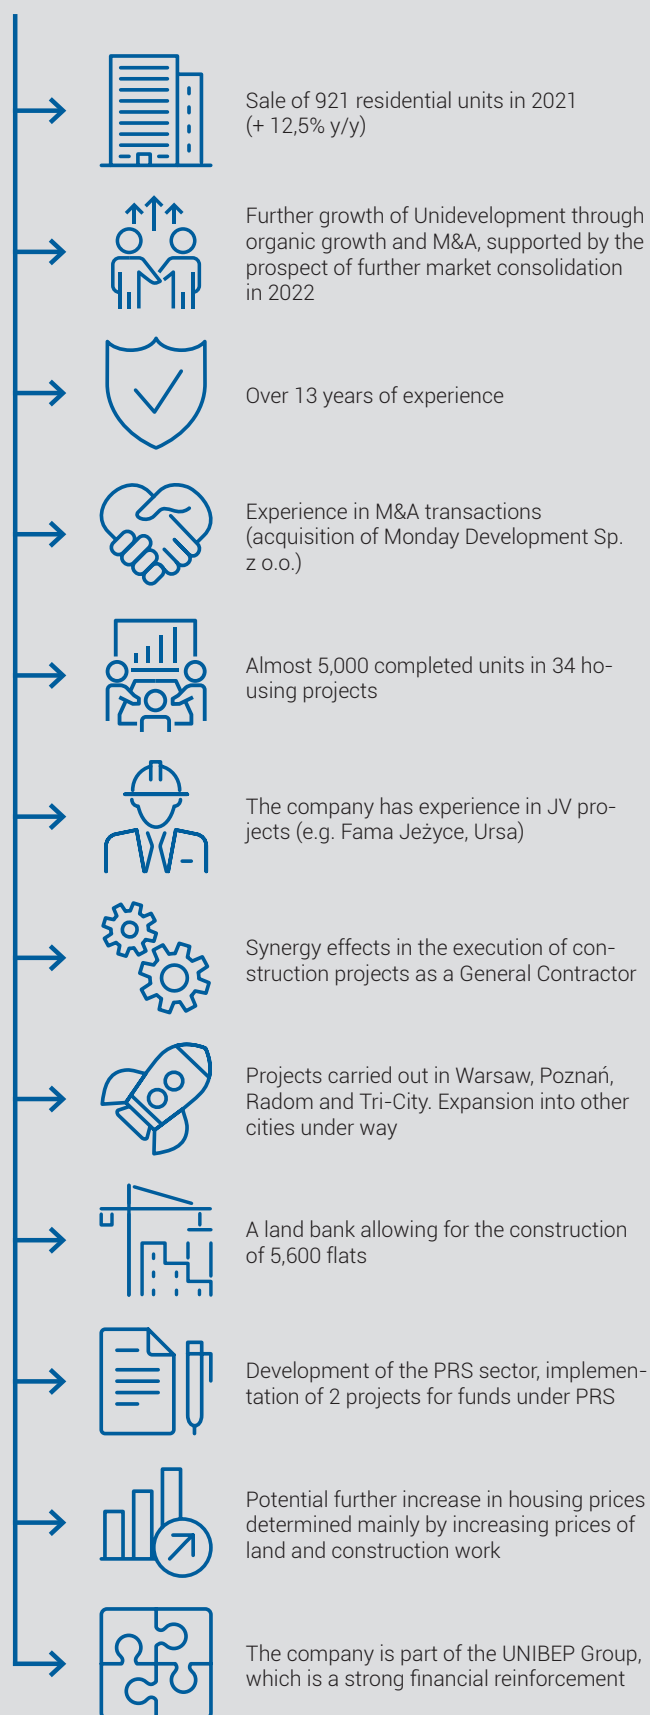 Sale of 921 residential units in 2021
(+ 12,5% y/y)
Further growth of Unidevelopment through
organic growth and M&A, supported by the
prospect of further market consolidation
in 2022
Over 13 years of experience
Experience in M&A transactions
(acquisition of Monday Development Sp.
z o.o.)
Almost 5,000 completed units in 34 ho-
using projects
The company has experience in JV pro-
jects (e.g. Fama Jeżyce, Ursa)
Synergy effects in the execution of con-
struction projects as a General Contractor
Projects carried out in Warsaw, Poznań,
Radom and Tri-City. Expansion into other
cities under way
A land bank allowing for the construction
of 5,600 flats
Development of the PRS sector, implemen-
tation of 2 projects for funds under PRS
Potential further increase in housing prices
determined mainly by increasing prices of
land and construction work
The company is part of the UNIBEP Group,
which is a strong financial reinforcement